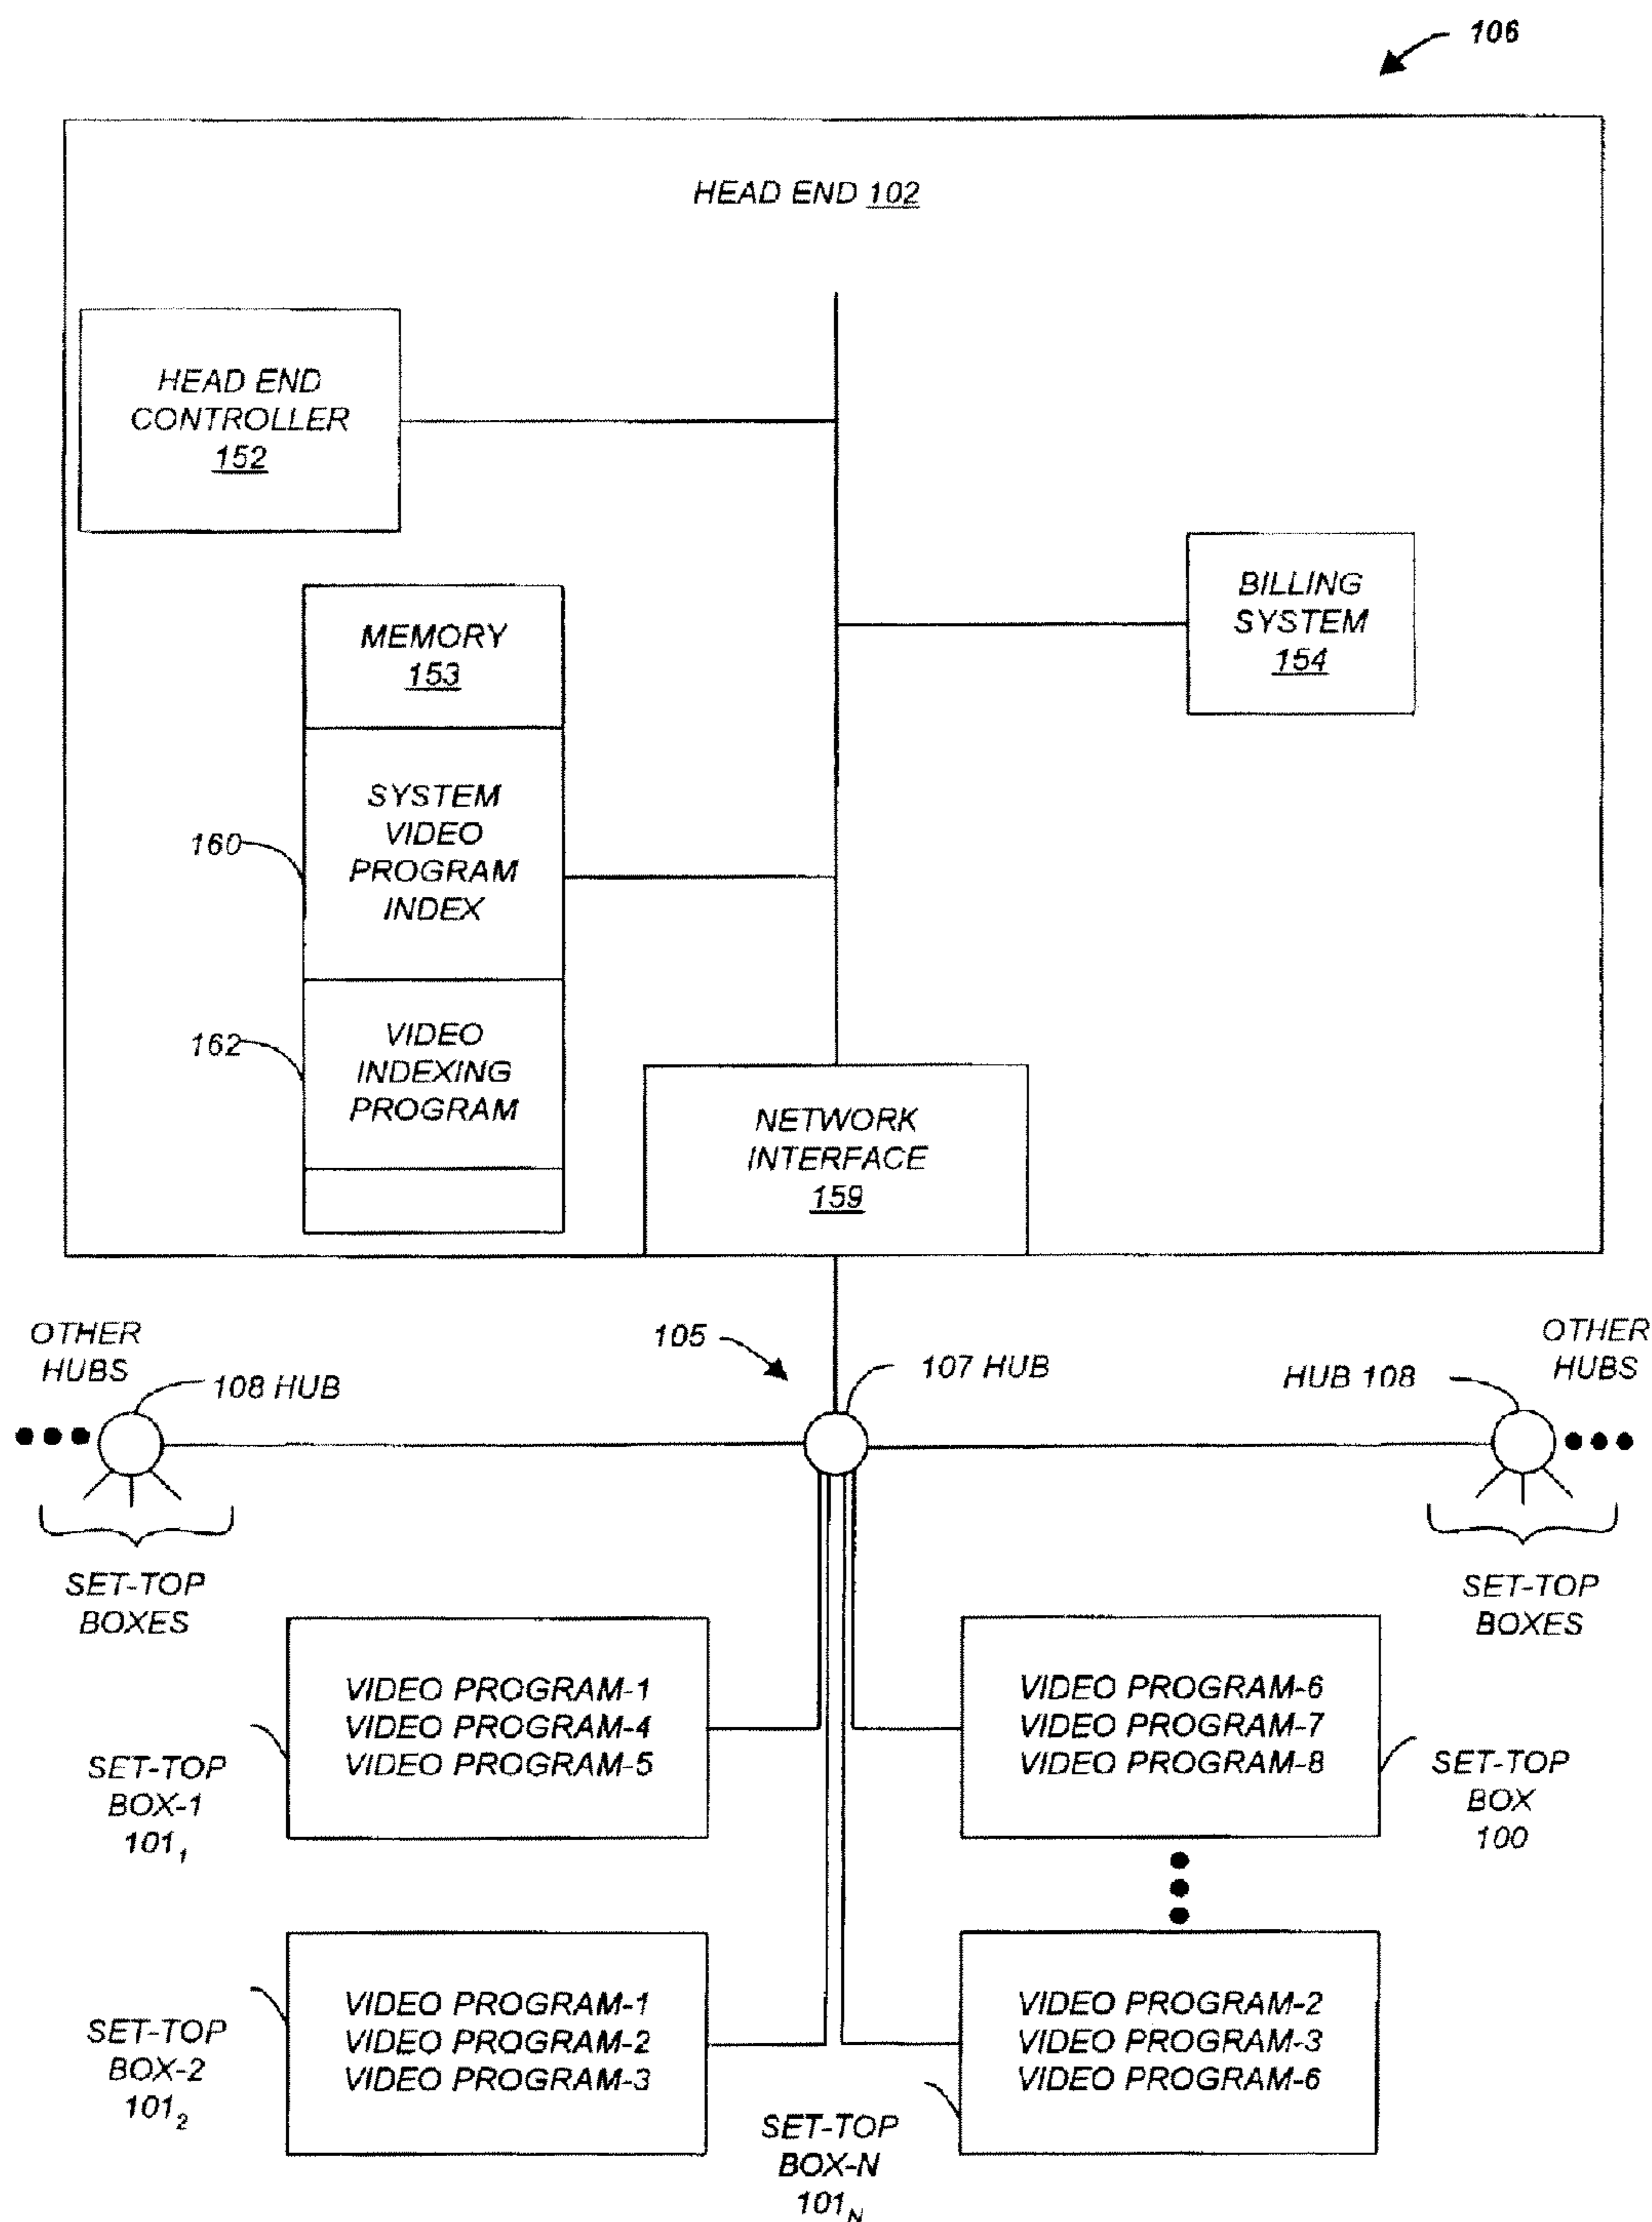 106
HEAD END 102
HEAD END
CONTROLLER
152
BILLING
SYSTEM
154
MEMORY
153
160
SYSTEM
VIDEO
PROGRAM
INDEX
162
VIDEO
INDEXING
PROGRAM
NETWORK
INTERFACE
159
OTHER
HUBS
108 HUB
105
107 HUB
HUB 108
OTHER
HUBS
SET-TOP
BOXES
SET-TOP
BOXES
VIDEO PROGRAM-1
VIDEO PROGRAM-4
VIDEO PROGRAM-5
SET-TOP
BOX-1
101₁
VIDEO PROGRAM-6
VIDEO PROGRAM-7
VIDEO PROGRAM-8
SET-TOP
BOX
100
VIDEO PROGRAM-1
VIDEO PROGRAM-2
VIDEO PROGRAM-3
SET-TOP
BOX-2
101₂
VIDEO PROGRAM-2
VIDEO PROGRAM-3
VIDEO PROGRAM-6
SET-TOP
BOX-N
101N